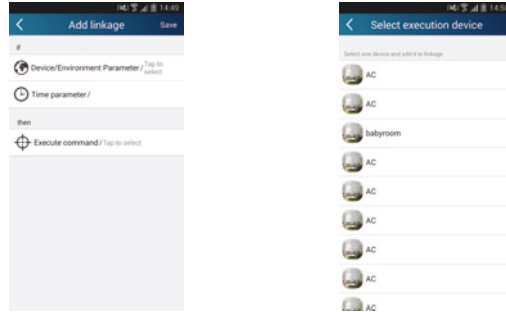 14:49
Add linkage
Save
if
Device/Environment Parameter/ Tap to
select
Time parameter/
then
Execute command/Tap to select
14:50
Select execution device
Select one device and add it to linkage
AC
AC
babyroom
AC
AC
AC
AC
AC
AC